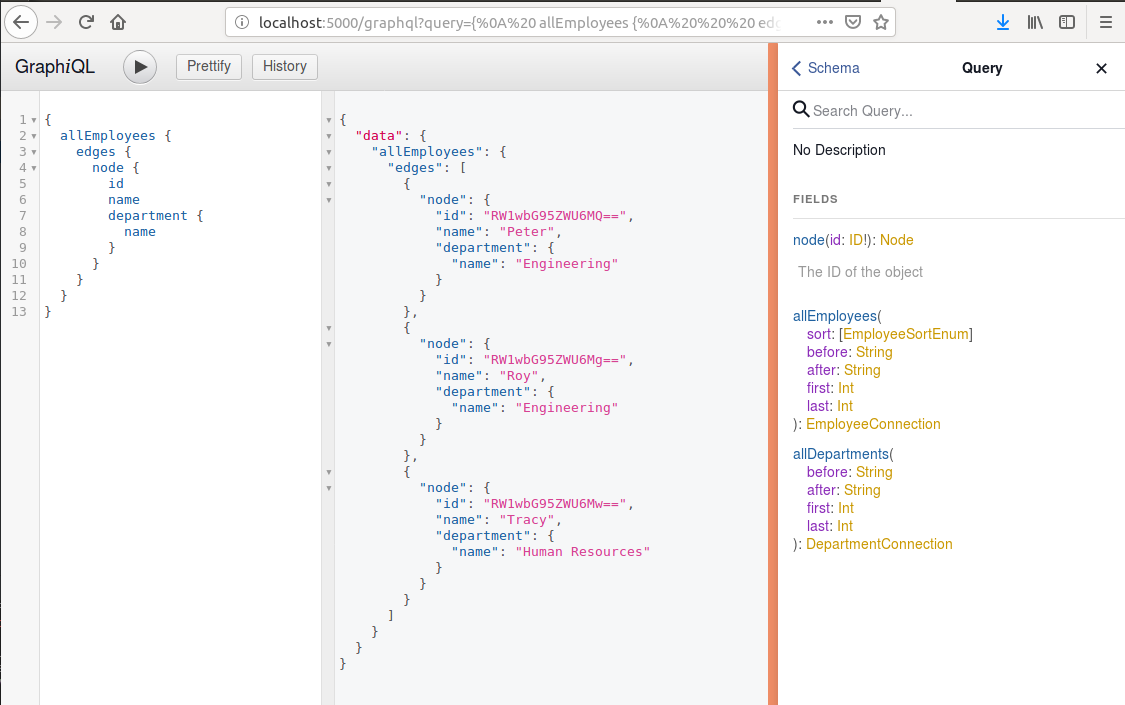 localhost:5000/graphql?query={%0A%20 allEmployees {%0A%20%20%20 edg
GraphiQL
Prettify
History
1 {
2 allEmployees {
3 edges {
4 node {
5 id
6 name
7 department {
8 name
9 }
10 }
11 }
12 }
13 }
{
"data": {
"allEmployees": {
"edges": [
{
"node": {
"id": "RW1wbG95ZWU6MQ==",
"name": "Peter",
"department": {
"name": "Engineering"
}
}
},
{
"node": {
"id": "RW1wbG95ZWU6Mg==",
"name": "Roy",
"department": {
"name": "Engineering"
}
}
},
{
"node": {
"id": "RW1wbG95ZWU6Mw==",
"name": "Tracy",
"department": {
"name": "Human Resources"
}
}
}
]
}
}
}
Schema
Query
Search Query...
No Description
FIELDS
node(id: ID!): Node
The ID of the object
allEmployees(
sort: [EmployeeSortEnum]
before: String
after: String
first: Int
last: Int
): EmployeeConnection
allDepartments(
before: String
after: String
first: Int
last: Int
): DepartmentConnection